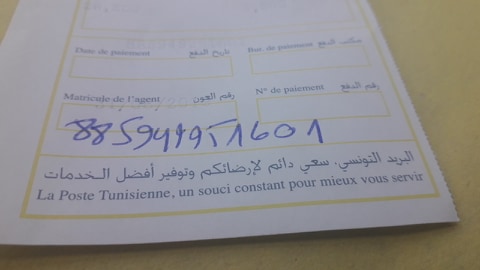 Date de paiement تاريخ الدفع
Bur. de paiement مكتب الدفع
Matricule de l'agent رقم العون
N° de paiement رقم الدفع
البريد التونسي، سعي دائم لإرضائكم وتوفير أفضل الخدمات
La Poste Tunisienne, un souci constant pour mieux vous servir